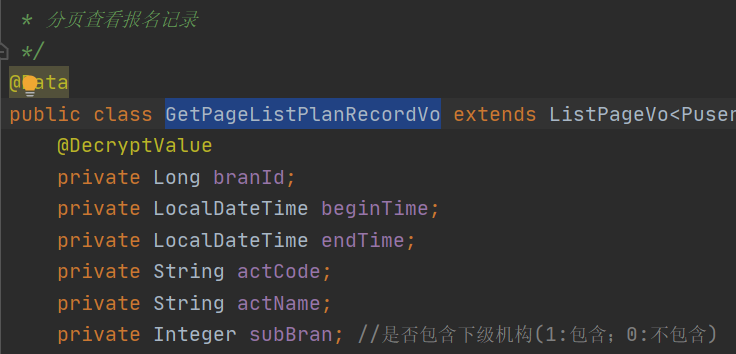 * 分页查看报名记录
*/
@Data
public class GetPageListPlanRecordVo extends ListPageVo<Puser
@DecryptValue
private Long branId;
private LocalDateTime beginTime;
private LocalDateTime endTime;
private String actCode;
private String actName;
private Integer subBran; //是否包含下级机构(1:包含；0:不包含)